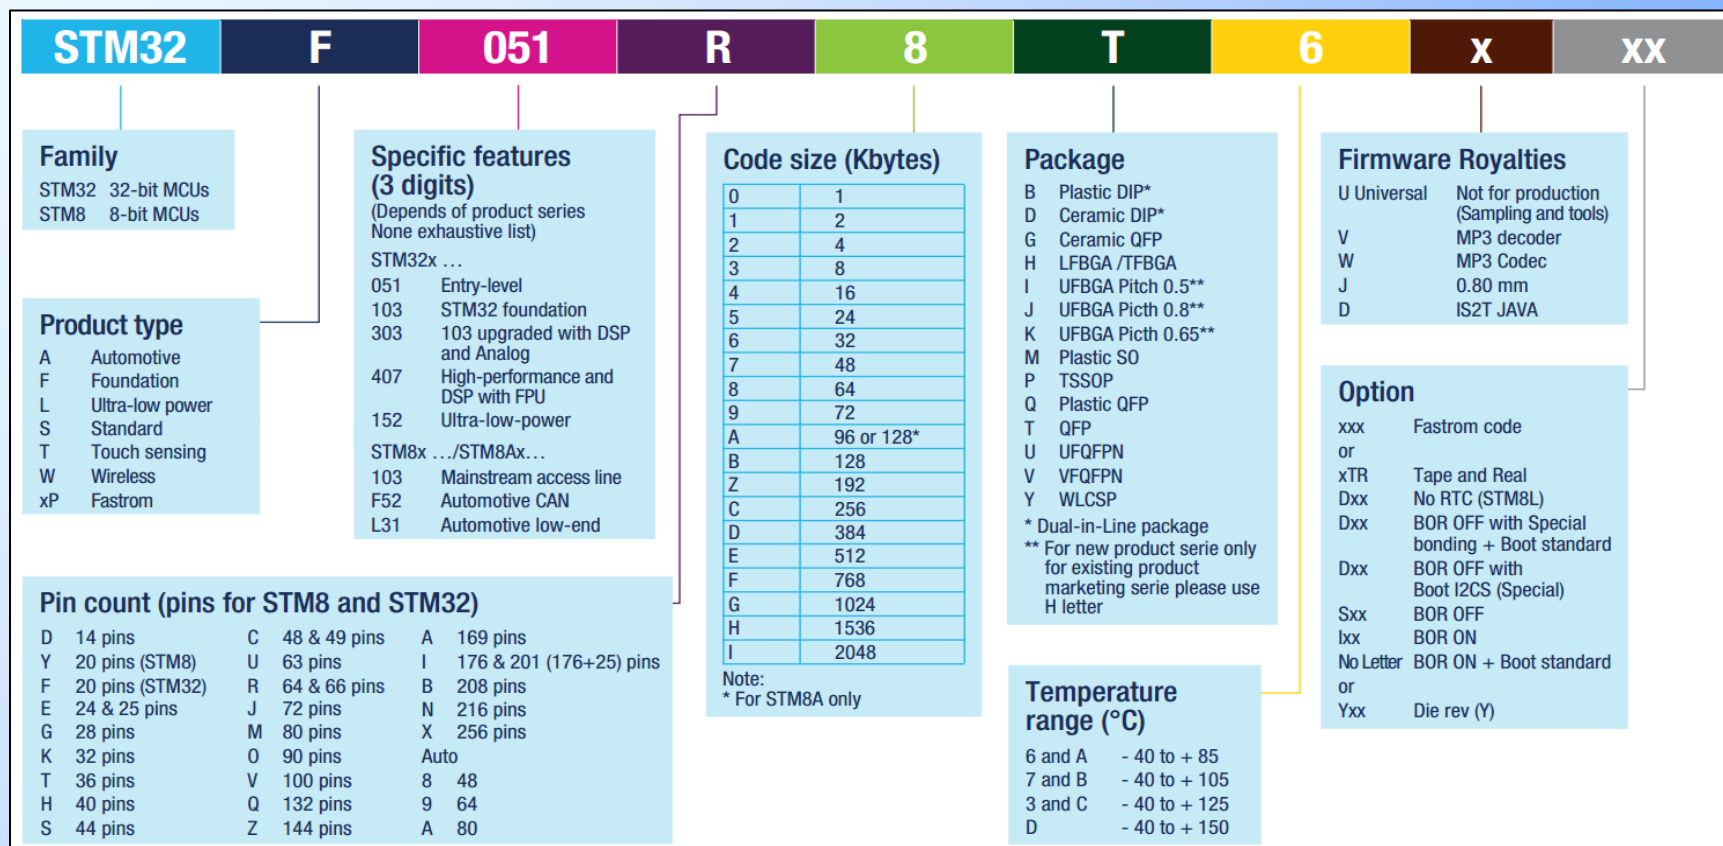 STM32 F 051 R 8 T 6 x xx
Family
STM32 32-bit MCUs
STM8 8-bit MCUs
Product type
A Automotive
F Foundation
L Ultra-low power
S Standard
T Touch sensing
W Wireless
xP Fastrom
Specific features
(3 digits)
(Depends of product series
None exhaustive list)
STM32x ...
051 Entry-level
103 STM32 foundation
303 103 upgraded with DSP
and Analog
407 High-performance and
DSP with FPU
152 Ultra-low-power
STM8x .../STM8Ax...
103 Mainstream access line
F52 Automotive CAN
L31 Automotive low-end
Pin count (pins for STM8 and STM32)
D 14 pins
Y 20 pins (STM8)
F 20 pins (STM32)
E 24 & 25 pins
G 28 pins
K 32 pins
T 36 pins
H 40 pins
S 44 pins
C 48 & 49 pins
U 63 pins
R 64 & 66 pins
J 72 pins
M 80 pins
O 90 pins
V 100 pins
Q 132 pins
Z 144 pins
A 169 pins
I 176 & 201 (176+25) pins
B 208 pins
N 216 pins
X 256 pins
Auto
8 48
9 64
A 80
Code size (Kbytes)
0 1
1 2
2 4
3 8
4 16
5 24
6 32
7 48
8 64
9 72
A 96 or 128*
B 128
Z 192
C 256
D 384
E 512
F 768
G 1024
H 1536
I 2048
Note:
* For STM8A only
Package
B Plastic DIP*
D Ceramic DIP*
G Ceramic QFP
H LFBGA /TFBGA
I UFBGA Pitch 0.5**
J UFBGA Picth 0.8**
K UFBGA Picth 0.65**
M Plastic SO
P TSSOP
Q Plastic QFP
T QFP
U UFQFPN
V VFQFPN
Y WLCSP
* Dual-in-Line package
** For new product serie only
for existing product
marketing serie please use
H letter
Temperature
range (°C)
6 and A - 40 to + 85
7 and B - 40 to + 105
3 and C - 40 to + 125
D - 40 to + 150
Firmware Royalties
U Universal Not for production
(Sampling and tools)
V MP3 decoder
W MP3 Codec
J 0.80 mm
D IS2T JAVA
Option
xxx Fastrom code
or
xTR Tape and Real
Dxx No RTC (STM8L)
Dxx BOR OFF with Special
bonding + Boot standard
Dxx BOR OFF with
Boot I2CS (Special)
Sxx BOR OFF
Ixx BOR ON
No Letter BOR ON + Boot standard
or
Yxx Die rev (Y)